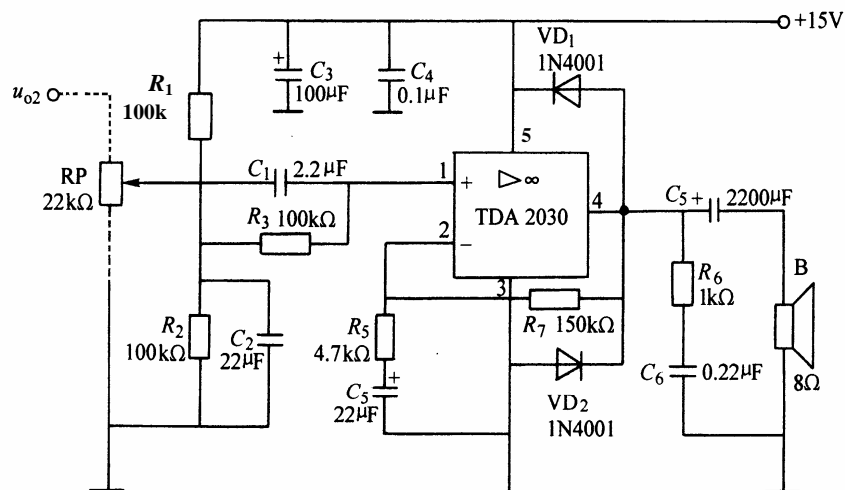 +15V
VD₁
1N4001
C₃
100μF
C₄
0.1μF
R₁
100k
uₒ₂
5
RP
22kΩ
C₁ 2.2μF
1
+
▷∞
TDA 2030
4
C₅+ 2200μF
R₃ 100kΩ
2
−
3
R₆
1kΩ
B
8Ω
R₂
100kΩ
C₂
22μF
R₅
4.7kΩ
R₇ 150kΩ
C₅
22μF
+
+
VD₂
1N4001
C₆ 0.22μF